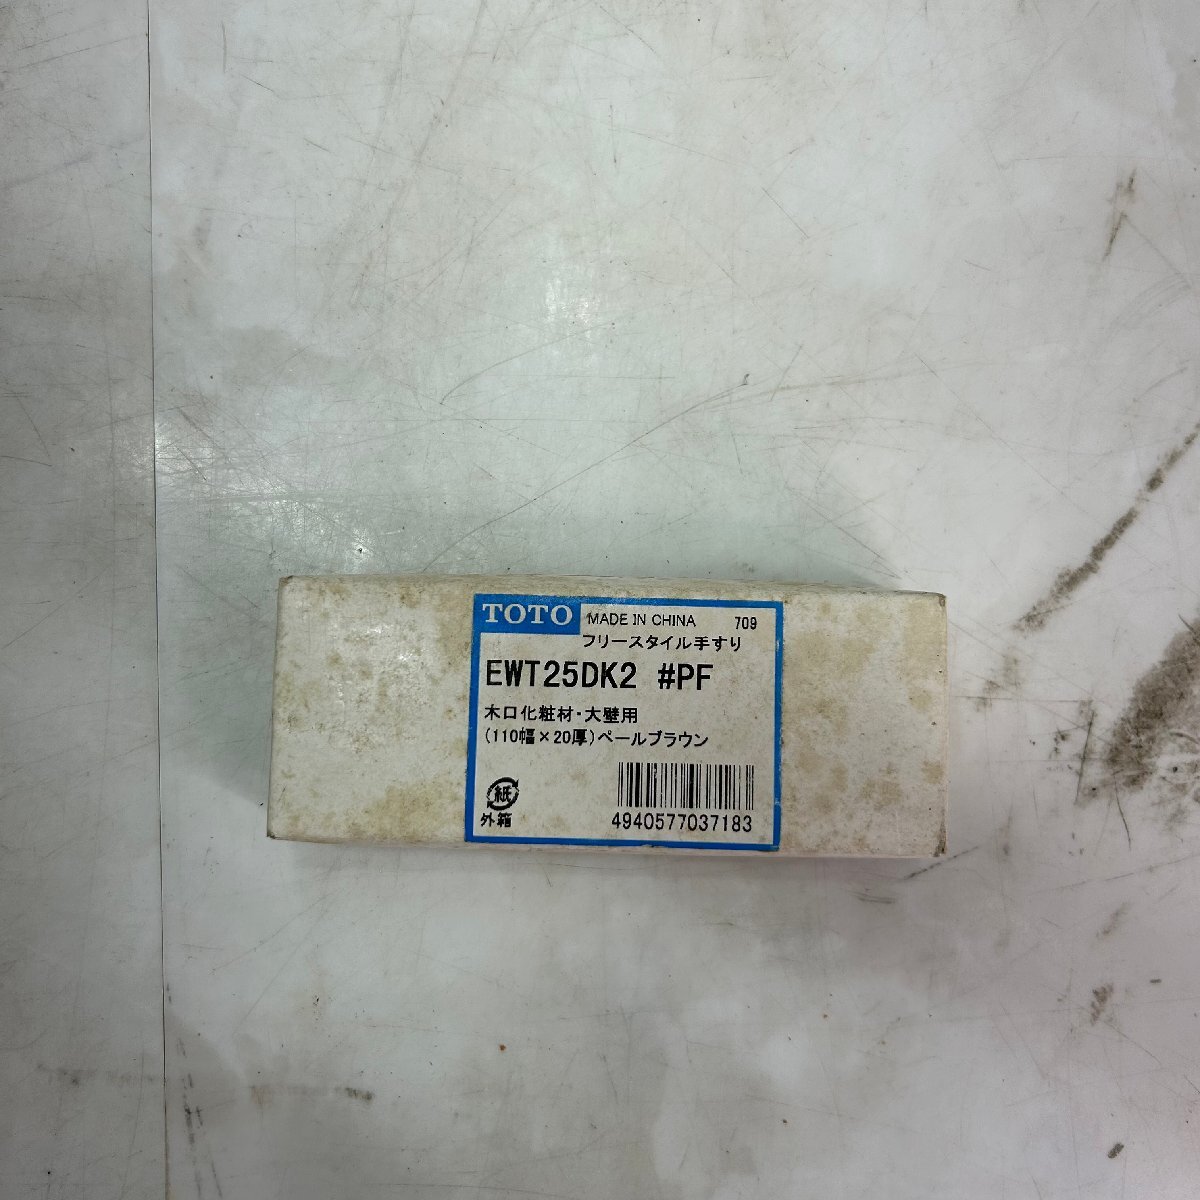 TOTO MADE IN CHINA 709
フリースタイル手すり
EWT25DK2 #PF
木口化粧材・大壁用
(110幅×20厚)ペールブラウン
紙
外箱
4940577037183